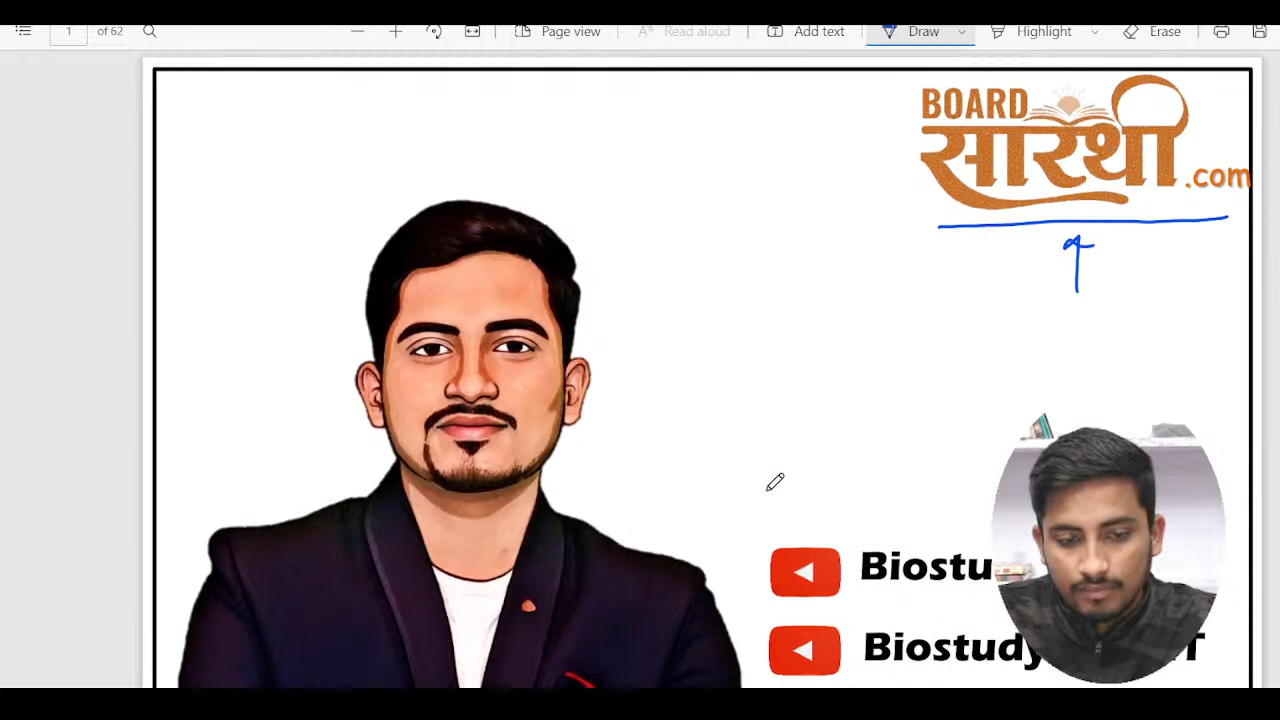 1 of 62 Page view Read aloud Add text Draw Highlight Erase
BOARD
सारथी.com
Biostu
Biostudy